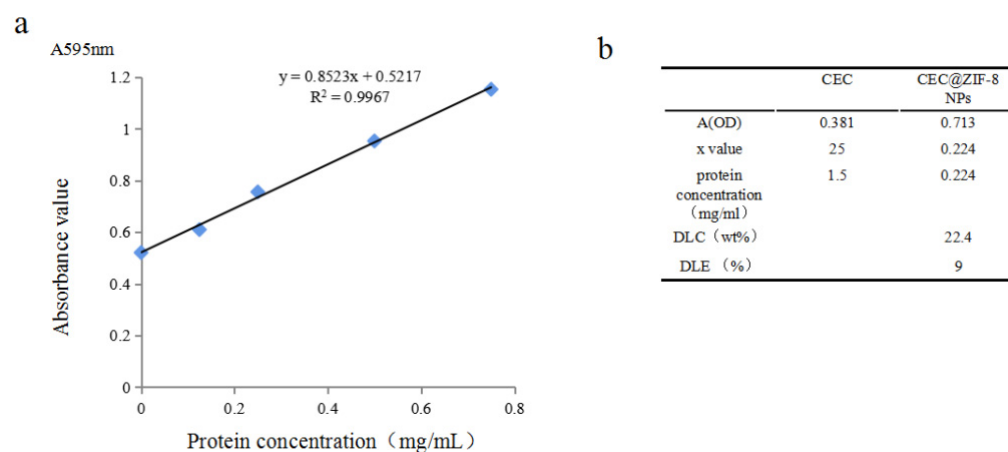 a
A595nm
y = 0.8523x + 0.5217
R² = 0.9967
1.2
1
0.8
0.6
0.4
0.2
0
0 0.2 0.4 0.6 0.8
Absorbance value
Protein concentration（mg/mL）
b
CEC CEC@ZIF-8
NPs
A(OD) 0.381 0.713
x value 25 0.224
protein 1.5 0.224
concentration
（mg/ml）
DLC（wt%） 22.4
DLE （%） 9